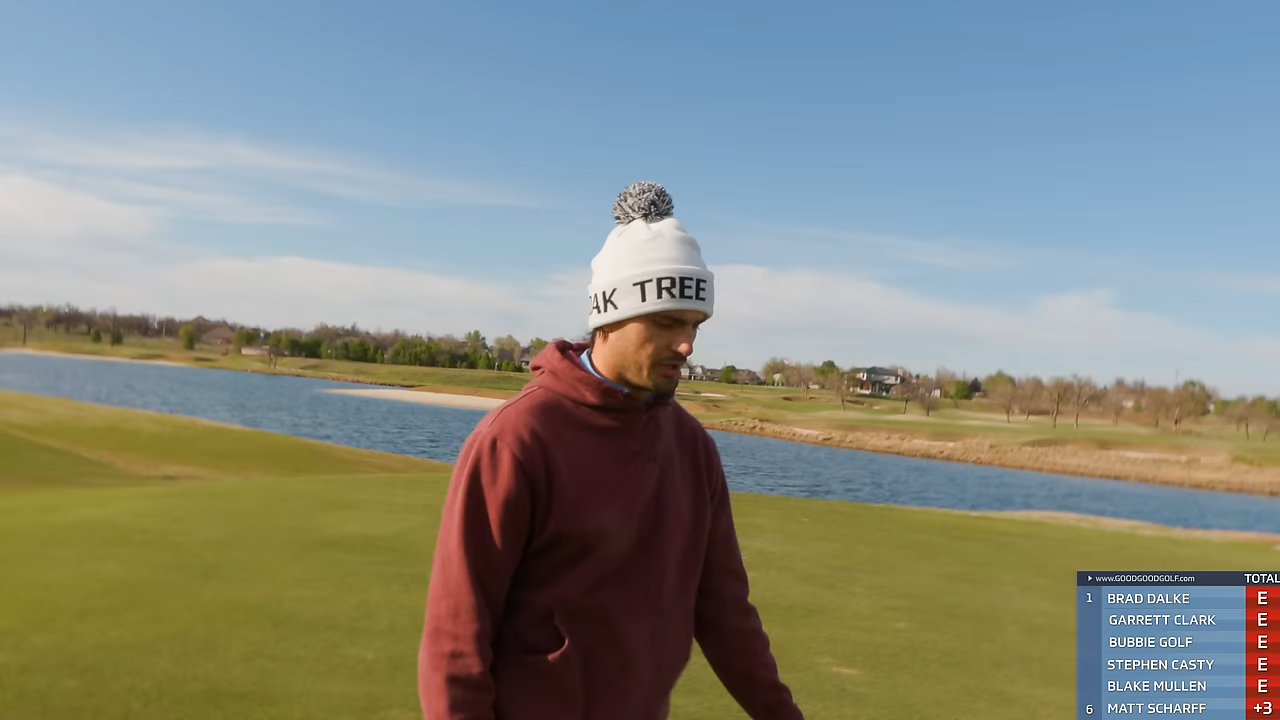 AK TREE
www.GOODGOODGOLF.com TOTAL
1 BRAD DALKE E
GARRETT CLARK E
BUBBIE GOLF E
STEPHEN CASTY E
BLAKE MULLEN E
6 MATT SCHARFF +3